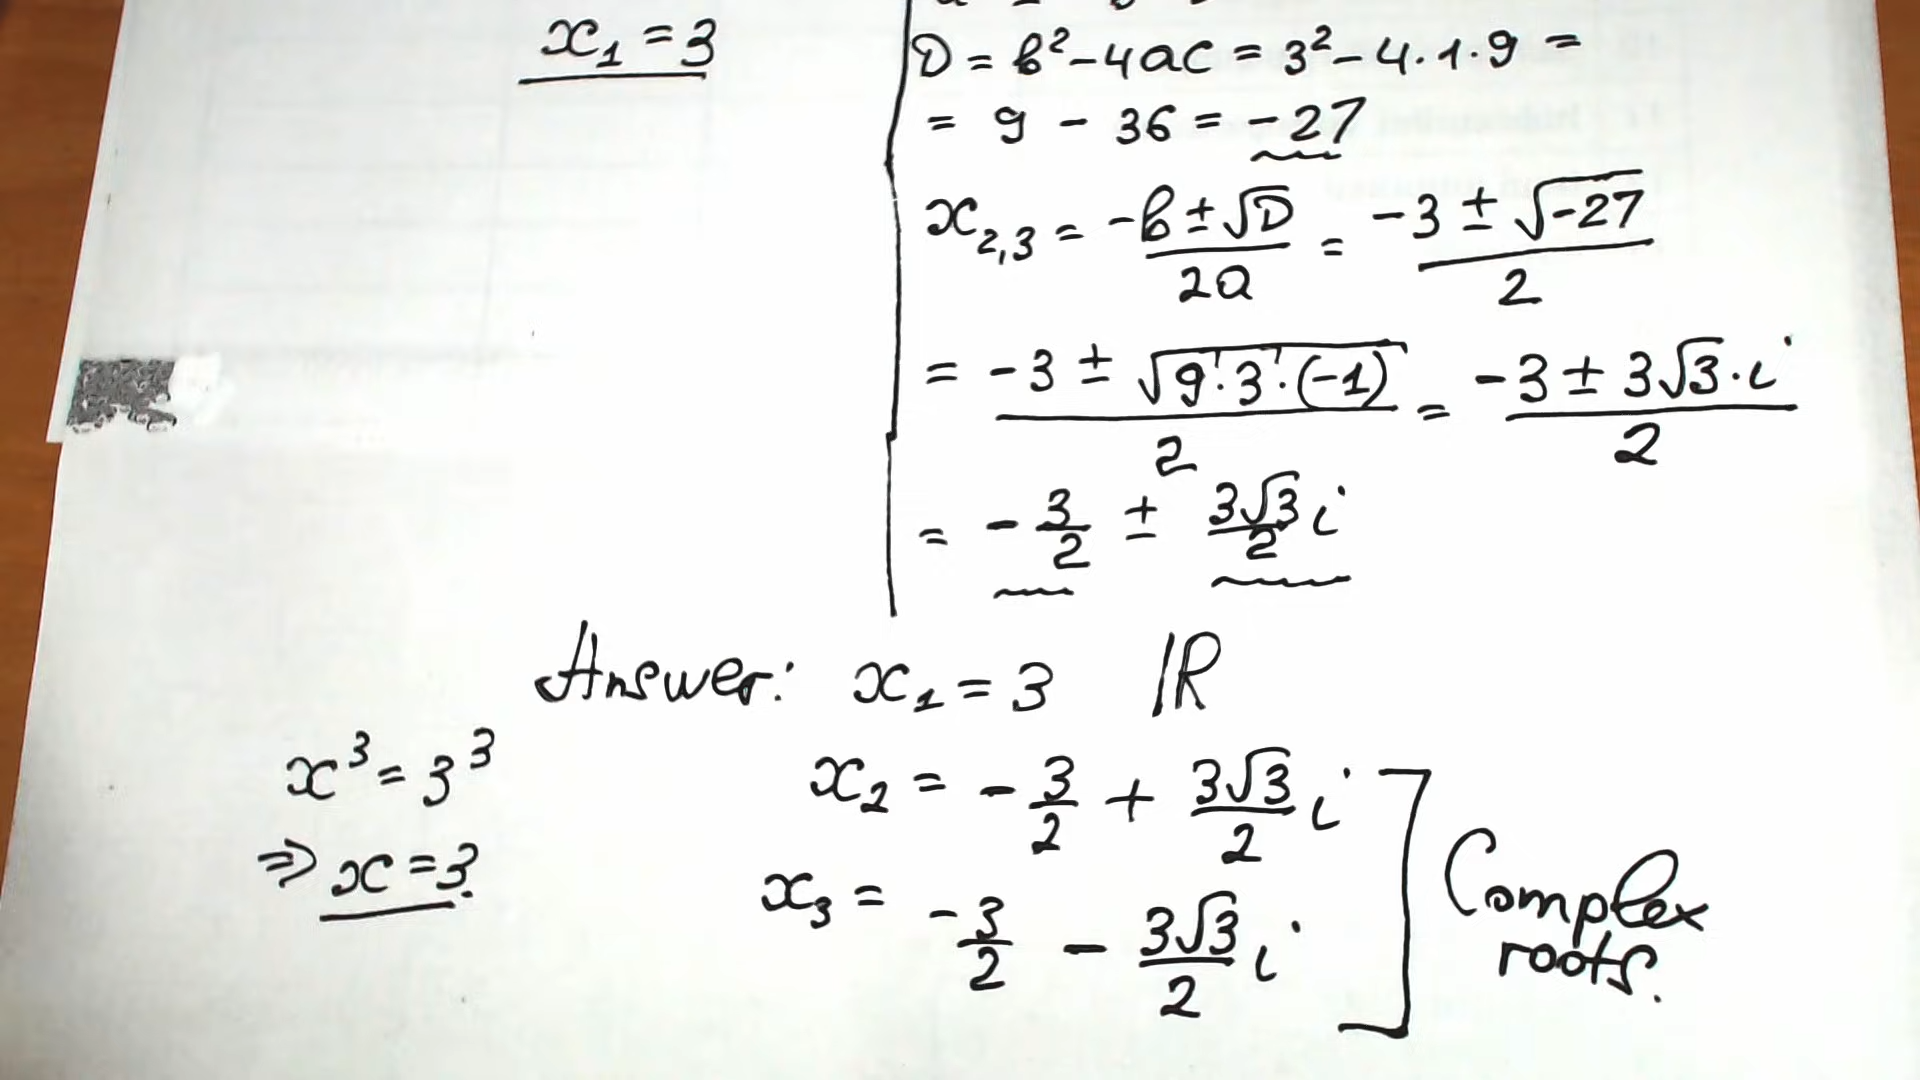 x₁ = 3
D = b² - 4ac = 3² - 4·1·9 =
= 9 - 36 = -27
x₂,₃ = (-b ± √D)/(2a) = (-3 ± √-27)/2
= (-3 ± √(9·3·(-1)))/2 = (-3 ± 3√3·i)/2
= -3/2 ± (3√3)/2 i
Answer: x₁ = 3 ℝ
x³ = 3³
⇒ x = 3.
x₂ = -3/2 + (3√3)/2 i
x₃ = -3/2 - (3√3)/2 i
Complex
roots.